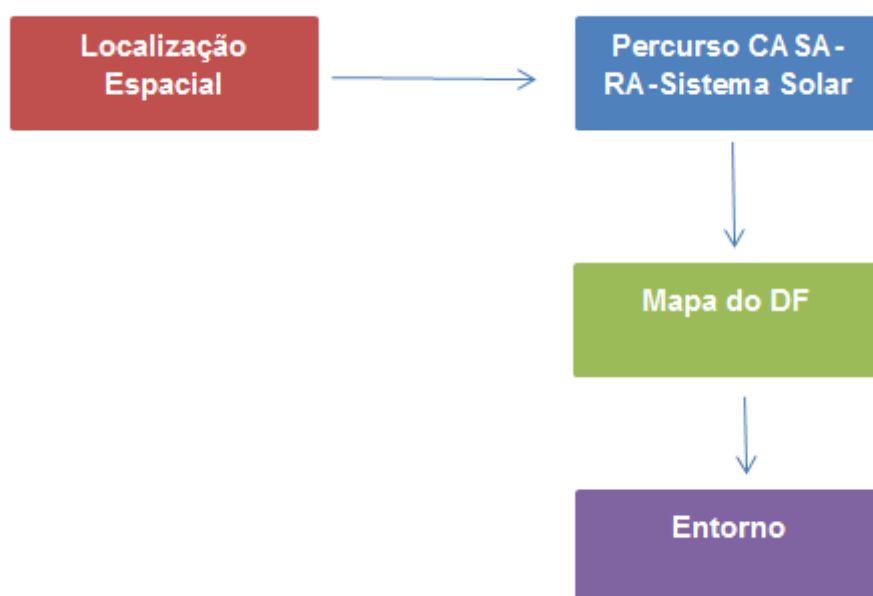 Localização
Espacial
Percurso CASA-
RA-Sistema Solar
Mapa do DF
Entorno